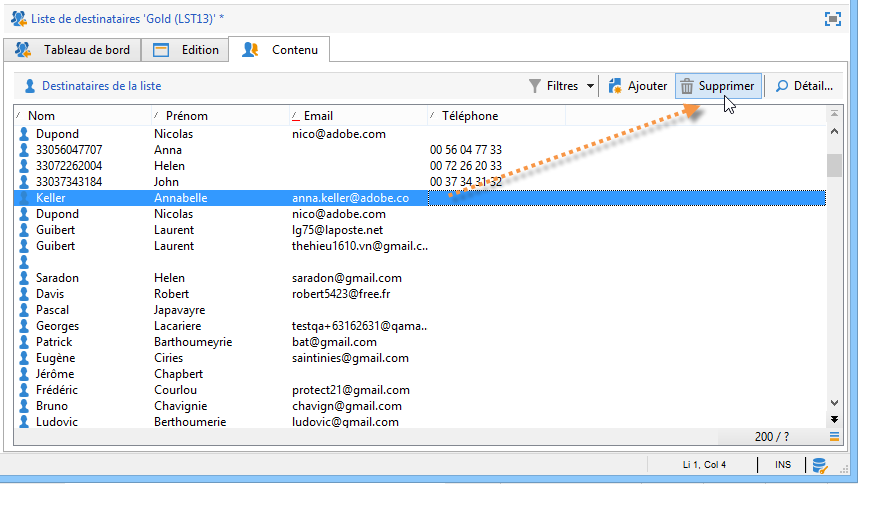 Liste de destinataires 'Gold (LST13)' *
Tableau de bord Edition Contenu
Destinataires de la liste Filtres Ajouter Supprimer Détail...
Nom Prénom Email Téléphone
Dupond Nicolas nico@adobe.com
33056047707 Anna 00 56 04 77 33
33072262004 Helen 00 72 26 20 33
33037343184 John 00 37 34 31 32
Keller Annabelle anna.keller@adobe.co
Dupond Nicolas nico@adobe.com
Guibert Laurent lg75@laposte.net
Guibert Laurent thehieu1610.vn@gmail.c..
Saradon Helen saradon@gmail.com
Davis Robert robert5423@free.fr
Pascal Japavayre
Georges Lacariere testqa+63162631@qama..
Patrick Barthoumeyrie bat@gmail.com
Eugène Ciries saintinies@gmail.com
Jérôme Chapbert
Frédéric Courlou protect21@gmail.com
Bruno Chavignie chavign@gmail.com
Ludovic Berthoumerie ludovic@gmail.com
200 / ?
Li 1, Col 4 INS